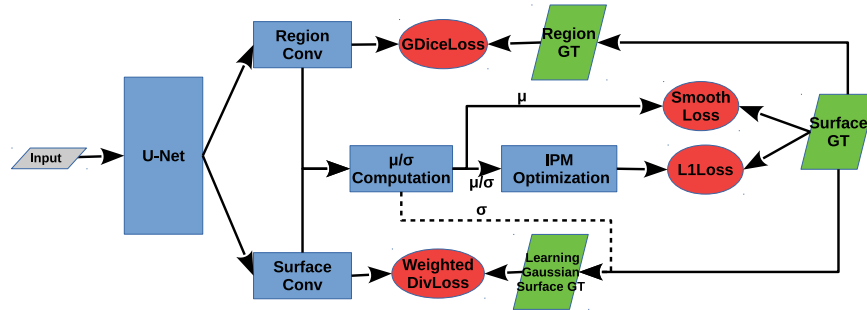 Region
Conv
GDiceLoss
Region
GT
μ
Smooth
Loss
Surface
GT
Input
U-Net
μ/σ
Computation
μ/σ
IPM
Optimization
L1Loss
σ
Surface
Conv
Weighted
DivLoss
Learning
Gaussian
Surface GT